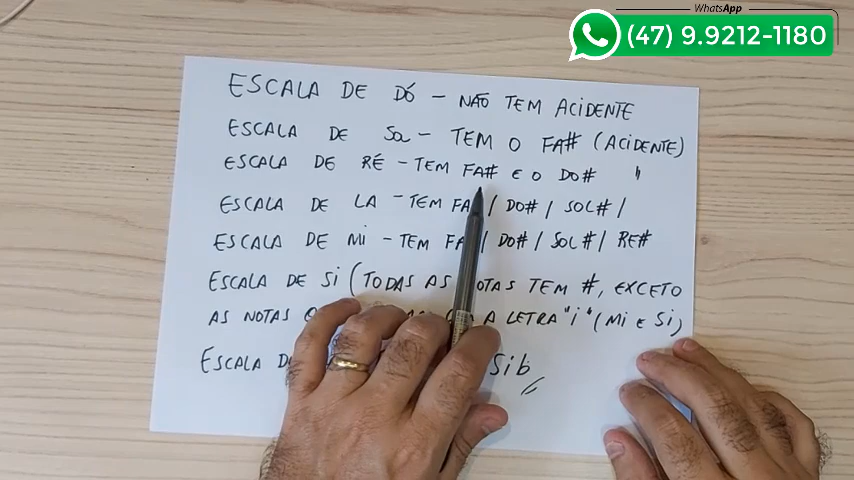 WhatsApp
(47) 9.9212-1180
ESCALA DE DÓ - NÃO TEM ACIDENTE
ESCALA DE SOL - TEM O FA# (ACIDENTE)
ESCALA DE RÉ - TEM FA# E O DO# "
ESCALA DE LA - TEM FA / DO# / SOL# /
ESCALA DE Mi - TEM FA / DO# / SOL# / RE#
ESCALA DE Si (TODAS AS NOTAS TEM #, EXCETO
AS NOTAS A LETRA "i" (Mi E Si)
ESCALA DE Sib